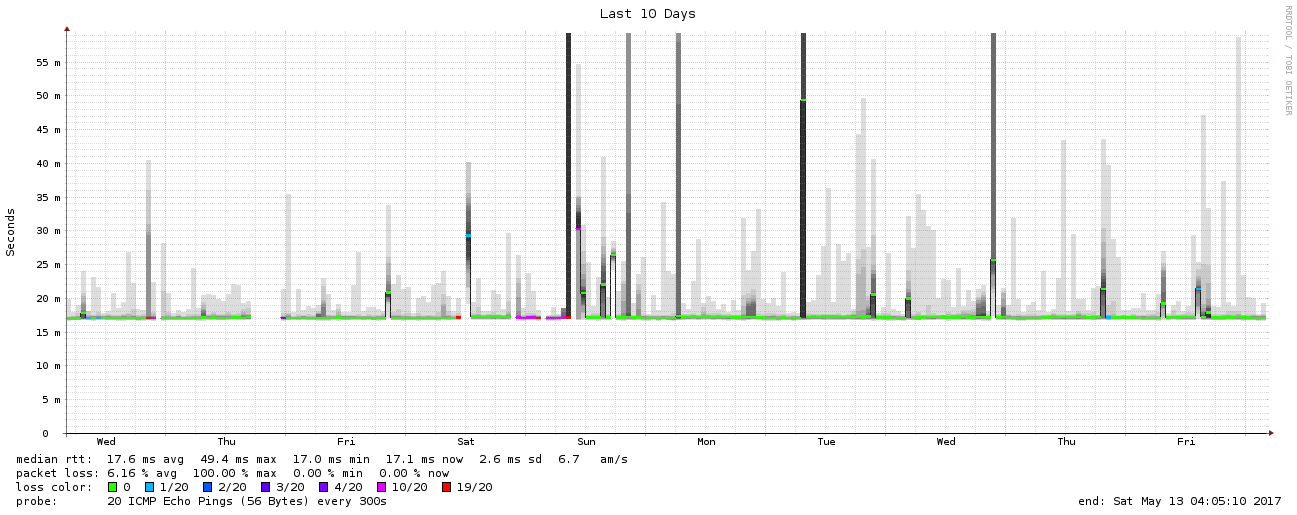 Last 10 Days
RRDTOOL / TOBI OETIKER
Seconds
55 m
50 m
45 m
40 m
35 m
30 m
25 m
20 m
15 m
10 m
5 m
0
Wed Thu Fri Sat Sun Mon Tue Wed Thu Fri
median rtt: 17.6 ms avg 49.4 ms max 17.0 ms min 17.1 ms now 2.6 ms sd 6.7 am/s
packet loss: 6.16 % avg 100.00 % max 0.00 % min 0.00 % now
loss color: 0 1/20 2/20 3/20 4/20 10/20 19/20
probe: 20 ICMP Echo Pings (56 Bytes) every 300s end: Sat May 13 04:05:10 2017